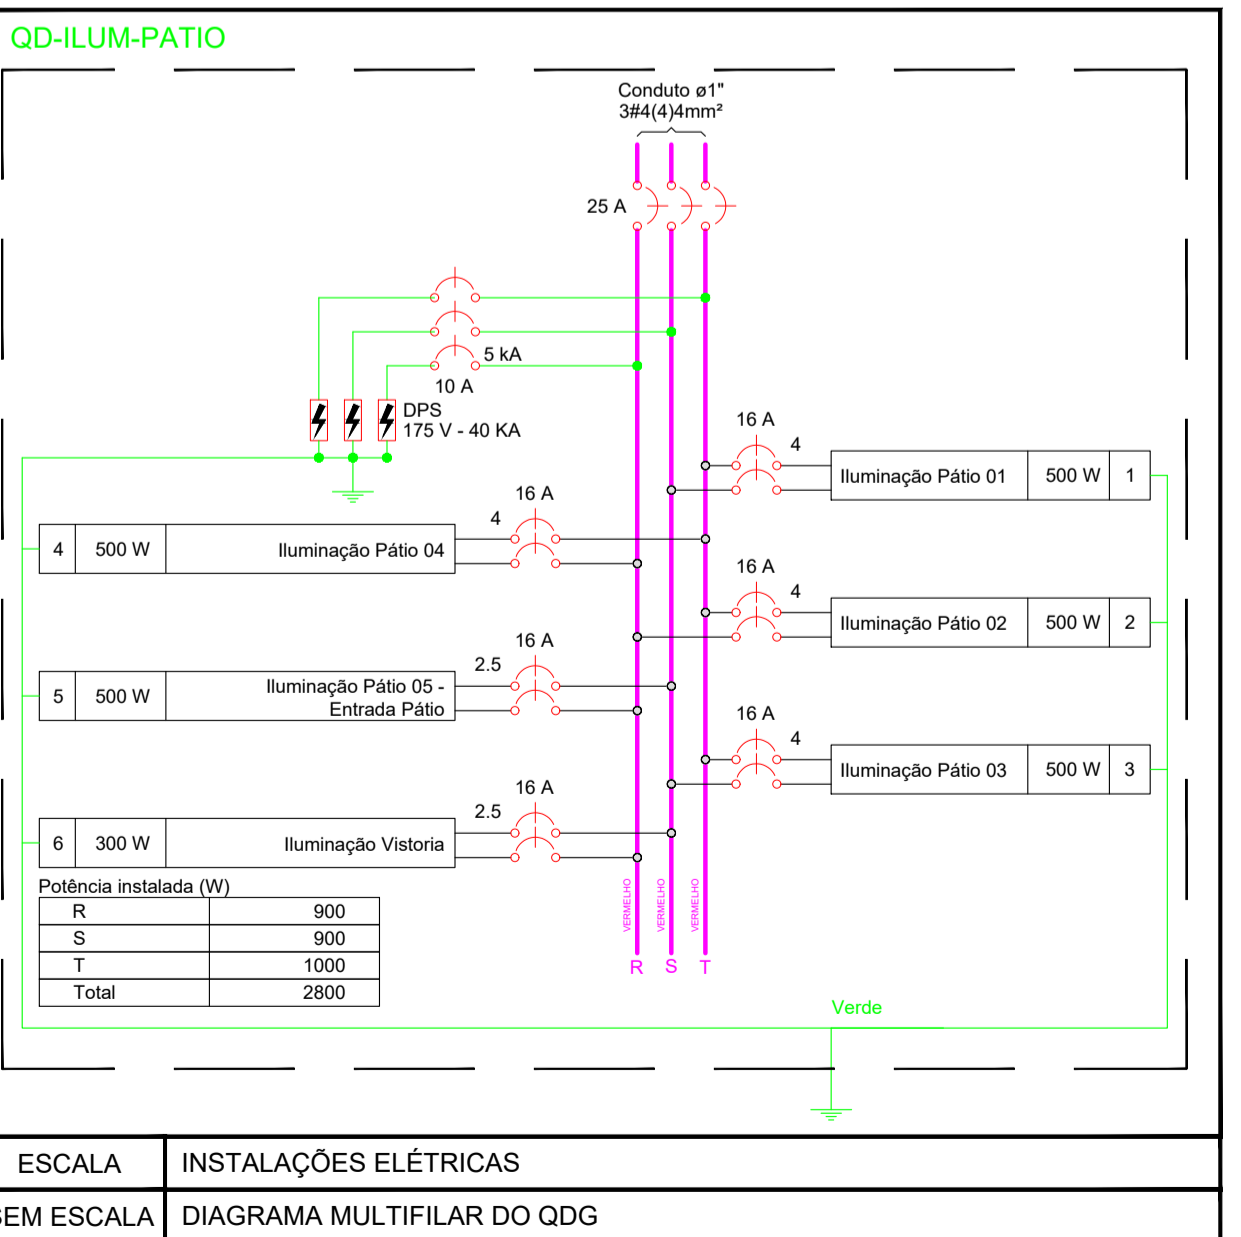 QD-ILUM-PATIO
Conduto ø1"
3#4(4)4mm²
25 A
5 kA
10 A
DPS
175 V - 40 KA
16 A
4
Iluminação Pátio 01 500 W 1
16 A
4
4 500 W Iluminação Pátio 04
16 A
4
Iluminação Pátio 02 500 W 2
16 A
2.5
5 500 W Iluminação Pátio 05 -
Entrada Pátio
16 A
4
Iluminação Pátio 03 500 W 3
16 A
2.5
6 300 W Iluminação Vistoria
Potência instalada (W)
R 900
S 900
T 1000
Total 2800
VERMELHO VERMELHO VERMELHO
R S T
Verde
ESCALA INSTALAÇÕES ELÉTRICAS
SEM ESCALA DIAGRAMA MULTIFILAR DO QDG